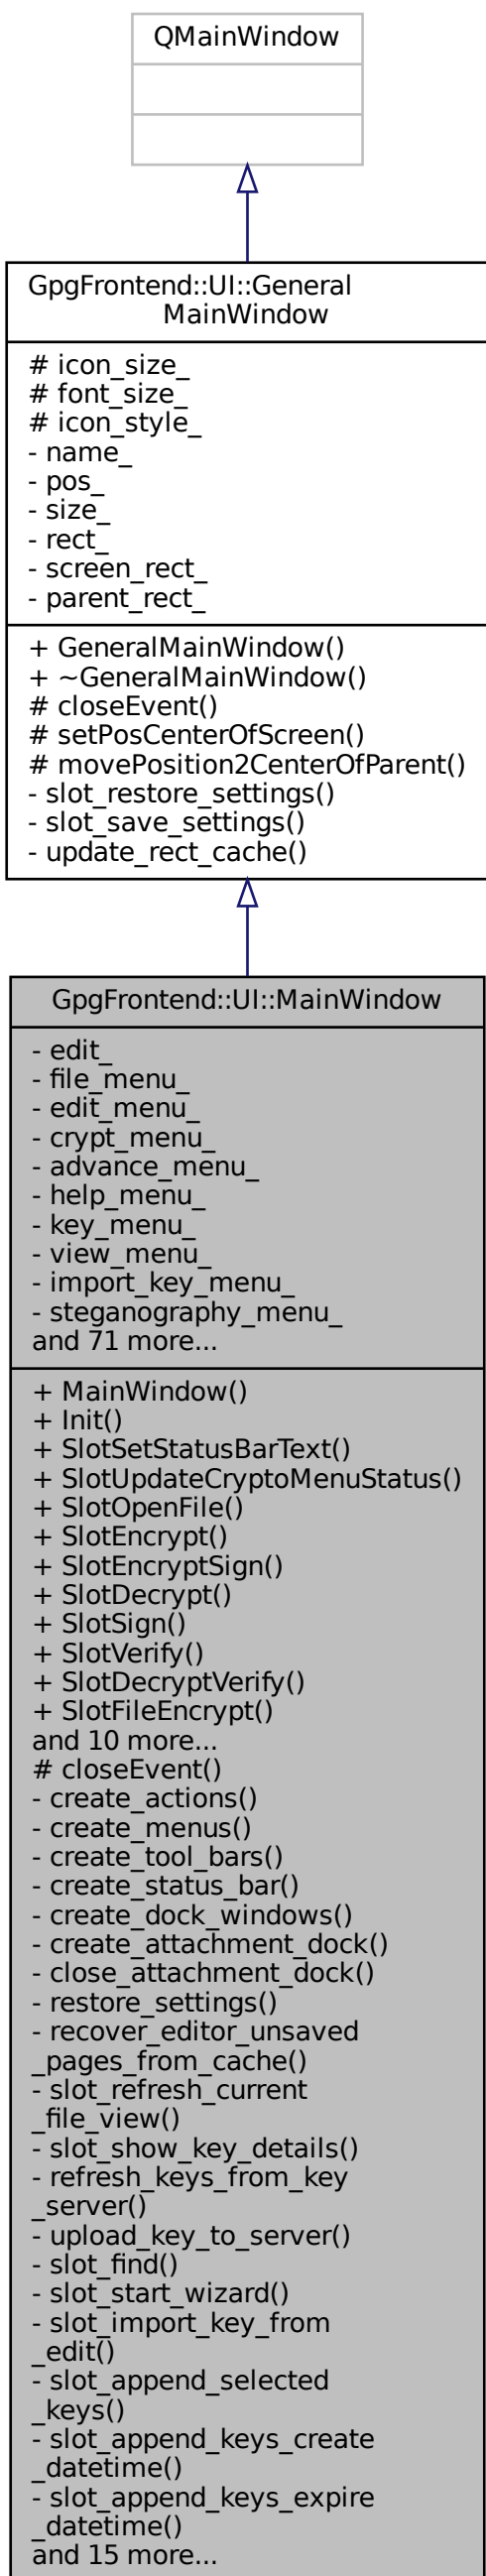 QMainWindow
GpgFrontend::UI::General
MainWindow
# icon_size_
# font_size_
# icon_style_
- name_
- pos_
- size_
- rect_
- screen_rect_
- parent_rect_
+ GeneralMainWindow()
+ ~GeneralMainWindow()
# closeEvent()
# setPosCenterOfScreen()
# movePosition2CenterOfParent()
- slot_restore_settings()
- slot_save_settings()
- update_rect_cache()
GpgFrontend::UI::MainWindow
- edit_
- file_menu_
- edit_menu_
- crypt_menu_
- advance_menu_
- help_menu_
- key_menu_
- view_menu_
- import_key_menu_
- steganography_menu_
and 71 more...
+ MainWindow()
+ Init()
+ SlotSetStatusBarText()
+ SlotUpdateCryptoMenuStatus()
+ SlotOpenFile()
+ SlotEncrypt()
+ SlotEncryptSign()
+ SlotDecrypt()
+ SlotSign()
+ SlotVerify()
+ SlotDecryptVerify()
+ SlotFileEncrypt()
and 10 more...
# closeEvent()
- create_actions()
- create_menus()
- create_tool_bars()
- create_status_bar()
- create_dock_windows()
- create_attachment_dock()
- close_attachment_dock()
- restore_settings()
- recover_editor_unsaved
_pages_from_cache()
- slot_refresh_current
_file_view()
- slot_show_key_details()
- refresh_keys_from_key
_server()
- upload_key_to_server()
- slot_find()
- slot_start_wizard()
- slot_import_key_from
_edit()
- slot_append_selected
_keys()
- slot_append_keys_create
_datetime()
- slot_append_keys_expire
_datetime()
and 15 more...